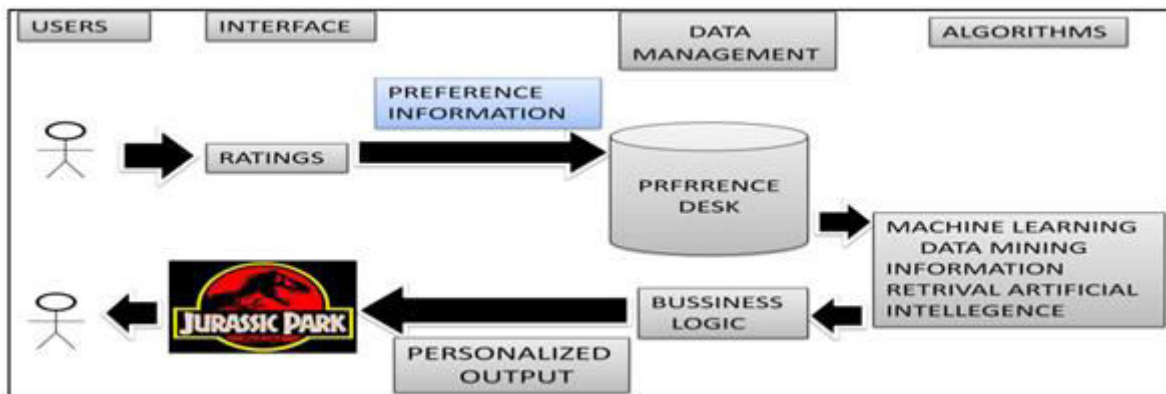 USERS
INTERFACE
DATA
MANAGEMENT
ALGORITHMS
PREFERENCE
INFORMATION
RATINGS
PRFRRENCE
DESK
MACHINE LEARNING
DATA MINING
INFORMATION
RETRIVAL ARTIFICIAL
INTELLEGENCE
BUSSINESS
LOGIC
JURASSIC PARK
PERSONALIZED
OUTPUT